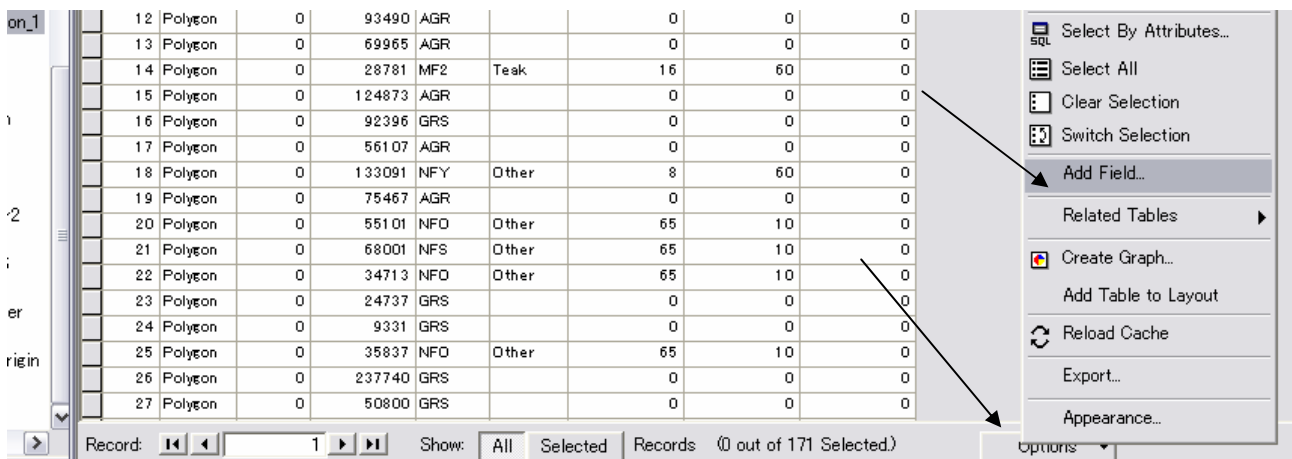 on_1
12 Polygon 0 93490 AGR 0 0 0
13 Polygon 0 69965 AGR 0 0 0
14 Polygon 0 28781 MF2 Teak 16 60 0
15 Polygon 0 124873 AGR 0 0 0
16 Polygon 0 92396 GRS 0 0 0
17 Polygon 0 56107 AGR 0 0 0
18 Polygon 0 133091 NFY Other 8 60 0
19 Polygon 0 75467 AGR 0 0 0
20 Polygon 0 55101 NFO Other 65 10 0
21 Polygon 0 68001 NFS Other 65 10 0
22 Polygon 0 34713 NFO Other 65 10 0
23 Polygon 0 24737 GRS 0 0 0
24 Polygon 0 9331 GRS 0 0 0
25 Polygon 0 35837 NFO Other 65 10 0
26 Polygon 0 237740 GRS 0 0 0
27 Polygon 0 50800 GRS 0 0 0
r2
er
rigin
Record: 1 Show: All Selected Records (0 out of 171 Selected.) Options
SQL Select By Attributes...
Select All
Clear Selection
Switch Selection
Add Field...
Related Tables
Create Graph...
Add Table to Layout
Reload Cache
Export...
Appearance...